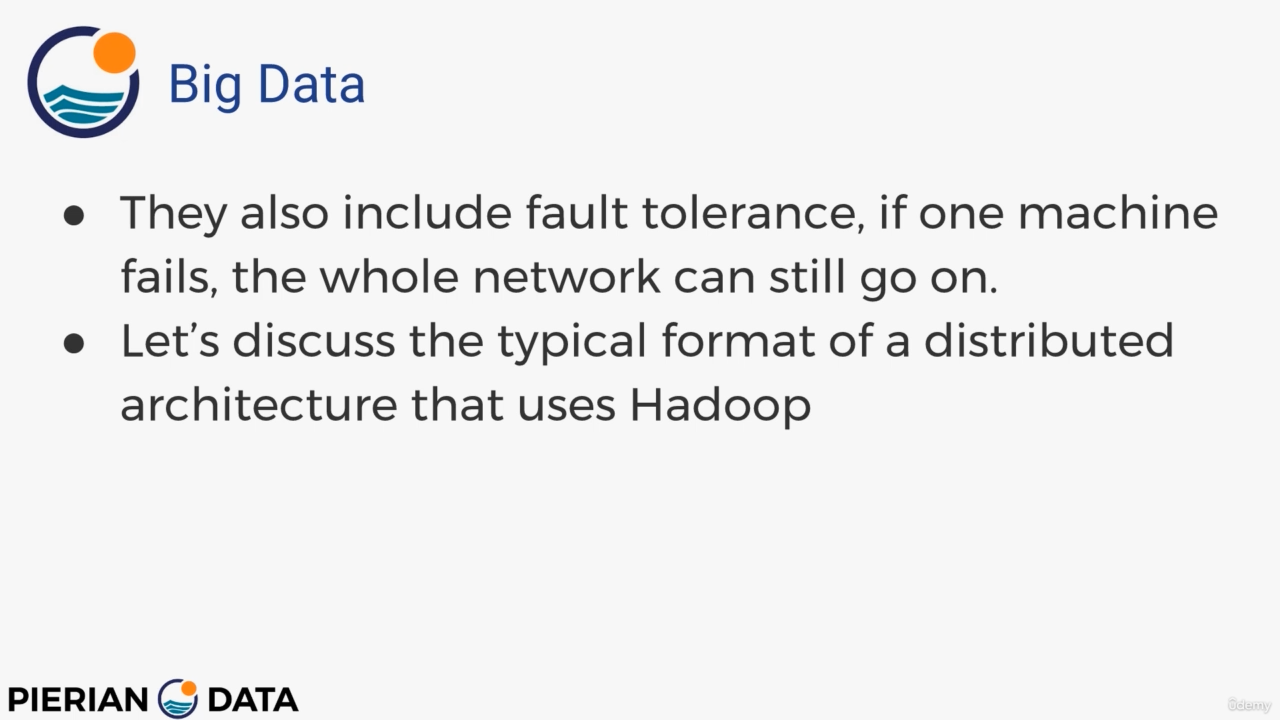 Big Data
● They also include fault tolerance, if one machine
fails, the whole network can still go on.
● Let’s discuss the typical format of a distributed
architecture that uses Hadoop
PIERIAN DATA
ûdemy